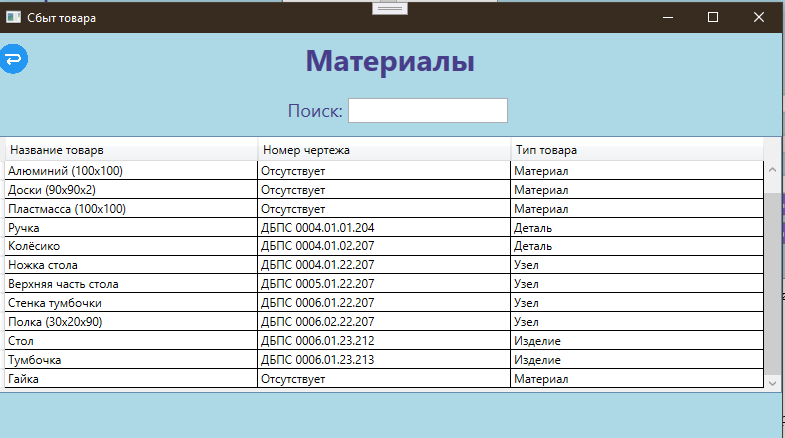 Сбыт товара
Материалы
Поиск:
Название товарв Номер чертежа Тип товара
Алюминий (100x100) Отсутствует Материал
Доски (90x90x2) Отсутствует Материал
Пластмасса (100x100) Отсутствует Материал
Ручка ДБПС 0004.01.01.204 Деталь
Колёсико ДБПС 0004.01.02.207 Деталь
Ножка стола ДБПС 0004.01.22.207 Узел
Верхняя часть стола ДБПС 0005.01.22.207 Узел
Стенка тумбочки ДБПС 0006.01.22.207 Узел
Полка (30x20x90) ДБПС 0006.02.22.207 Узел
Стол ДБПС 0006.01.23.212 Изделие
Тумбочка ДБПС 0006.01.23.213 Изделие
Гайка Отсутствует Материал